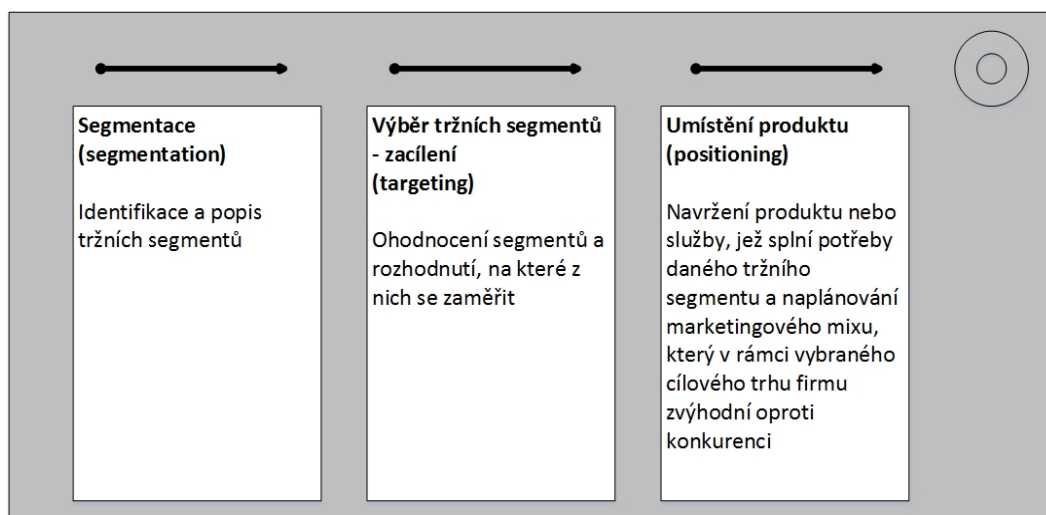 Segmentace
(segmentation)
Identifikace a popis
tržních segmentů
Výběr tržních segmentů
- zacílení
(targeting)
Ohodnocení segmentů a
rozhodnutí, na které z
nich se zaměřit
Umístění produktu
(positioning)
Navržení produktu nebo
služby, jež splní potřeby
daného tržního
segmentu a naplánování
marketingového mixu,
který v rámci vybraného
cílového trhu firmu
zvýhodní oproti
konkurenci